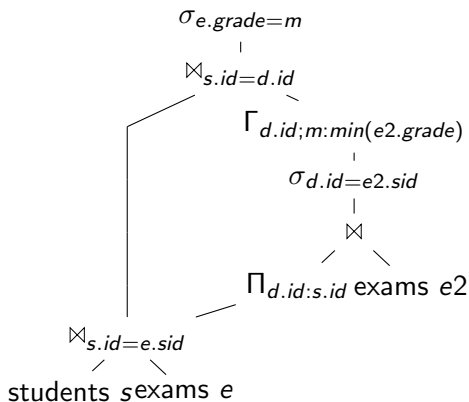 σe.grade=m
⋈s.id=d.id
Γd.id;m:min(e2.grade)
σd.id=e2.sid
⋈
Πd.id:s.id exams e2
⋈s.id=e.sid
students s exams e